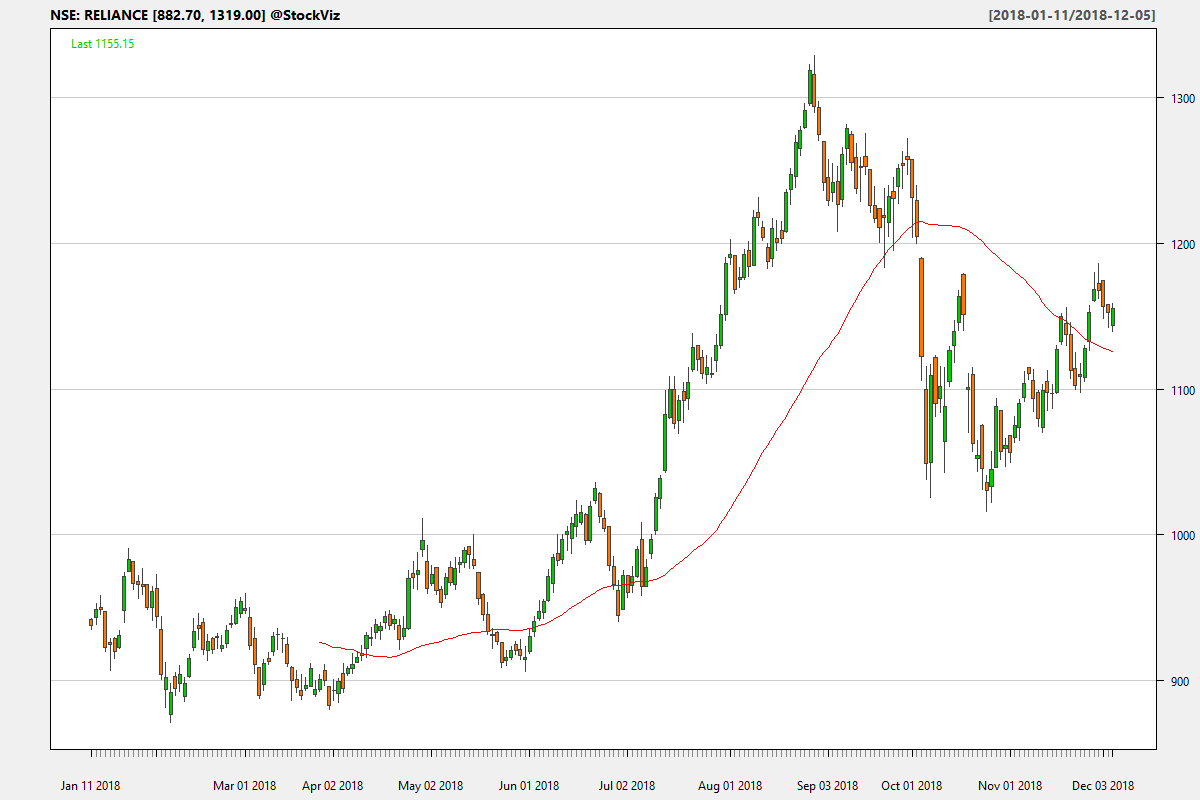 NSE: RELIANCE [882.70, 1319.00] @StockViz
[2018-01-11/2018-12-05]
Last 1155.15
1300
1200
1100
1000
900
Jan 11 2018 Mar 01 2018 Apr 02 2018 May 02 2018 Jun 01 2018 Jul 02 2018 Aug 01 2018 Sep 03 2018 Oct 01 2018 Nov 01 2018 Dec 03 2018